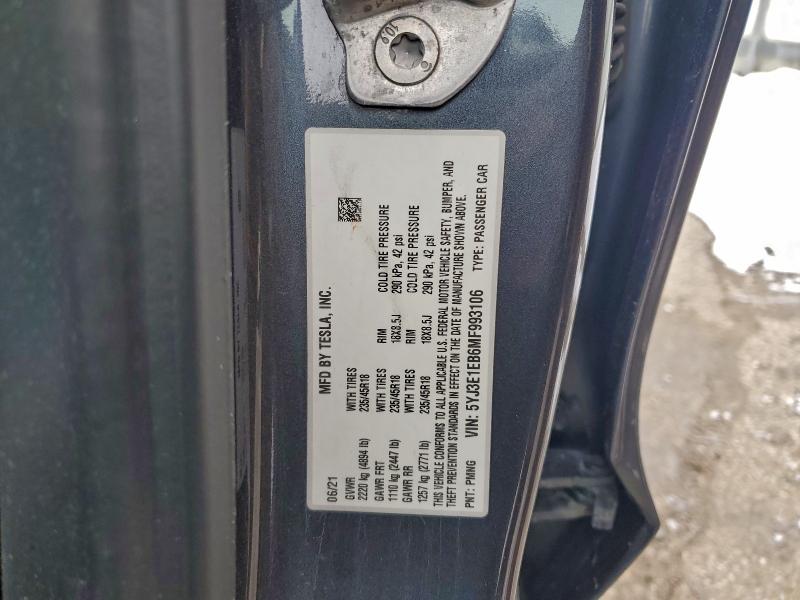 10.9
06/21 MFD BY TESLA, INC.
GVWR WITH TIRES
2220 kg (4894 lb) 235/45R18
GAWR FRT WITH TIRES RIM COLD TIRE PRESSURE
1110 kg (2447 lb) 235/45R18 18X8.5J 290 kPa, 42 psi
GAWR RR WITH TIRES RIM COLD TIRE PRESSURE
1257 kg (2771 lb) 235/45R18 18X8.5J 290 kPa, 42 psi
THIS VEHICLE CONFORMS TO ALL APPLICABLE U.S. FEDERAL MOTOR VEHICLE SAFETY, BUMPER, AND
THEFT PREVENTION STANDARDS IN EFFECT ON THE DATE OF MANUFACTURE SHOWN ABOVE.
PNT: PMNG VIN: 5YJ3E1EB6MF993106 TYPE: PASSENGER CAR